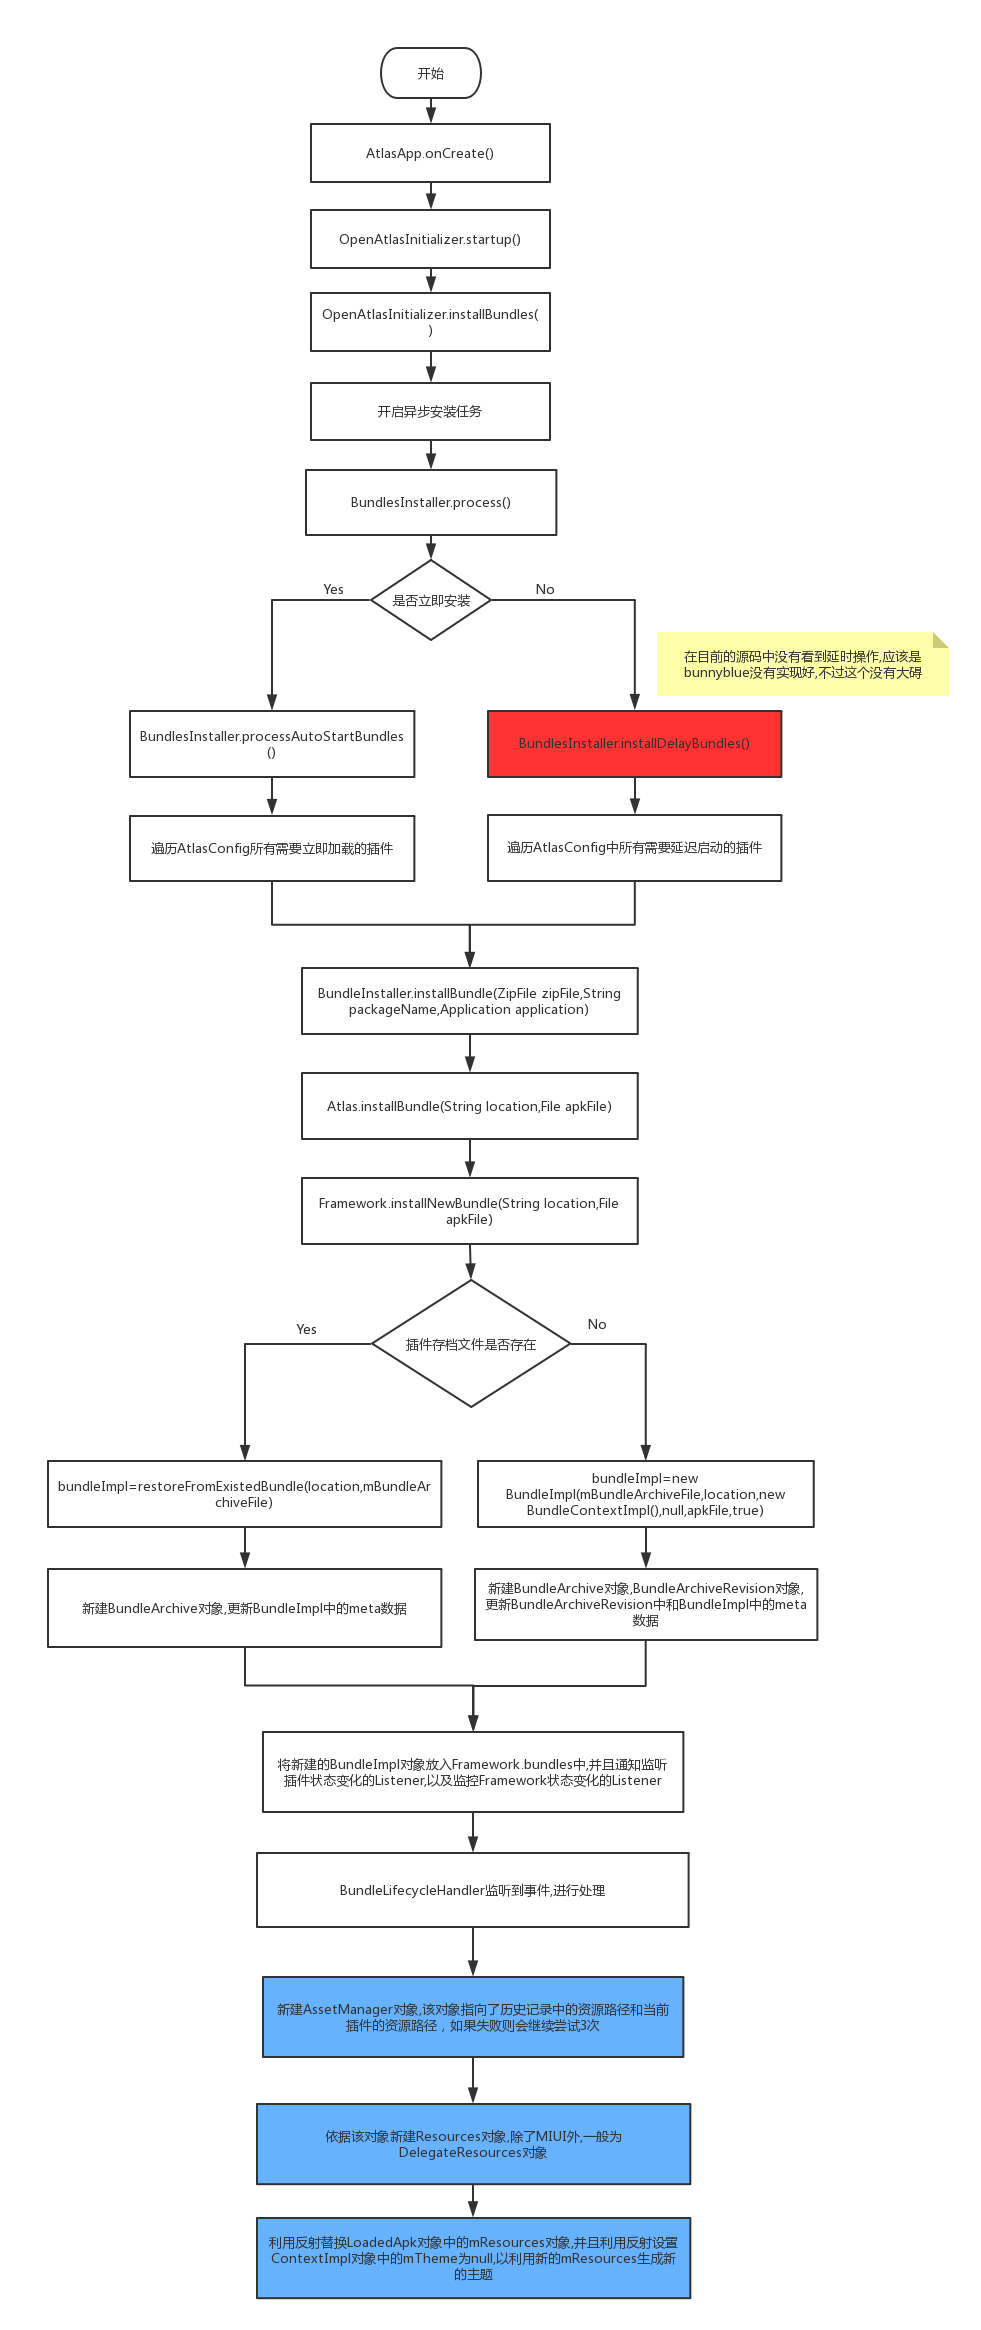 开始
AtlasApp.onCreate()
OpenAtlasInitializer.startup()
OpenAtlasInitializer.installBundles(
)
开启异步安装任务
BundlesInstaller.process()
是否立即安装
Yes
No
在目前的源码中没有看到延时操作,应该是
bunnyblue没有实现好,不过这个没有大碍
BundlesInstaller.processAutoStartBundles
()
BundlesInstaller.installDelayBundles()
遍历AtlasConfig所有需要立即加载的插件
遍历AtlasConfig中所有需要延迟启动的插件
BundleInstaller.installBundle(ZipFile zipFile,String
packageName,Application application)
Atlas.installBundle(String location,File apkFile)
Framework.installNewBundle(String location,File
apkFile)
插件存档文件是否存在
Yes
No
bundleImpl=restoreFromExistedBundle(location,mBundleAr
chiveFile)
bundleImpl=new
BundleImpl(mBundleArchiveFile,location,new
BundleContextImpl(),null,apkFile,true)
新建BundleArchive对象,更新BundleImpl中的meta数据
新建BundleArchive对象,BundleArchiveRevision对象,
更新BundleArchiveRevision中和BundleImpl中的meta
数据
将新建的BundleImpl对象放入Framework.bundles中,并且通知监听
插件状态变化的Listener,以及监控Framework状态变化的Listener
BundleLifecycleHandler监听到事件,进行处理
新建AssetManager对象,该对象指向了历史记录中的资源路径和当前
插件的资源路径，如果失败则会继续尝试3次
依据该对象新建Resources对象,除了MIUI外,一般为
DelegateResources对象
利用反射替换LoadedApk对象中的mResources对象,并且利用反射设置
ContextImpl对象中的mTheme为null,以利用新的mResources生成新
的主题